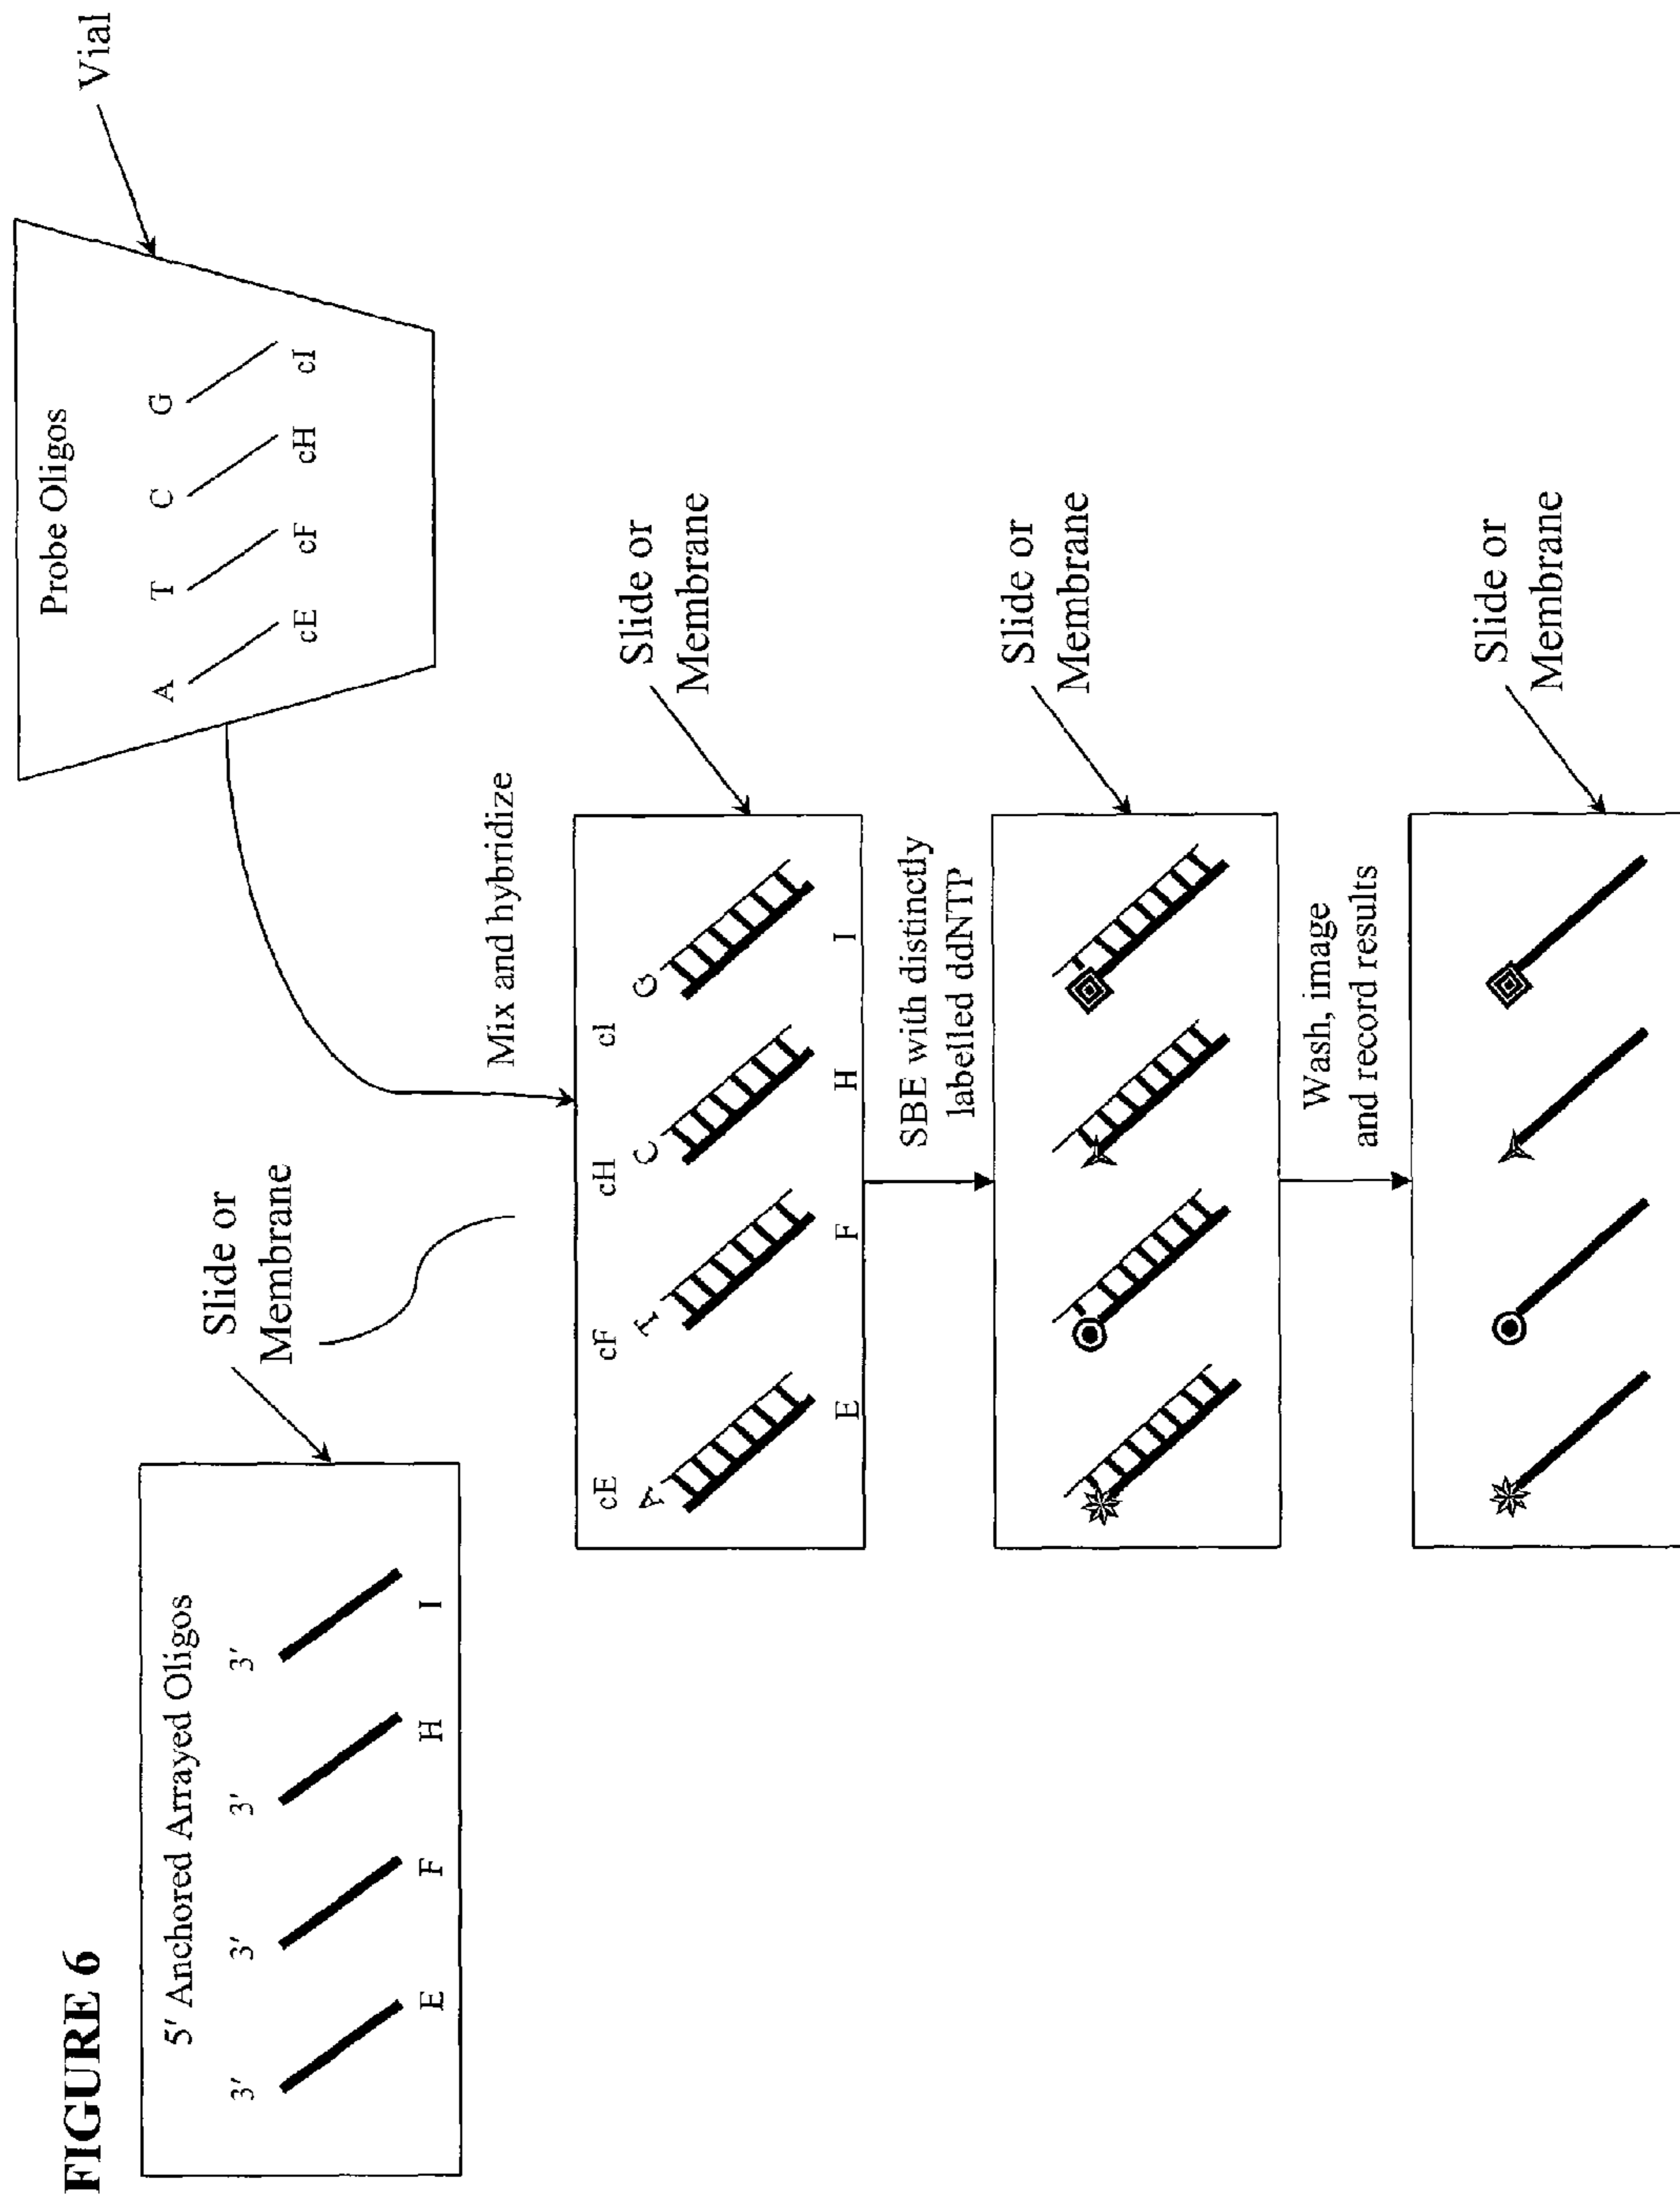 FIGURE 6
5' Anchored Arrayed Oligos
3' 3' 3' 3'
E F H I
Slide or
Membrane
Probe Oligos
A T C G
cE cF cH cI
Vial
Mix and hybridize
cE cF cH cI
A T C G
E F H I
Slide or
Membrane
SBE with distinctly
labelled ddNTP
Slide or
Membrane
Wash, image
and record results
Slide or
Membrane